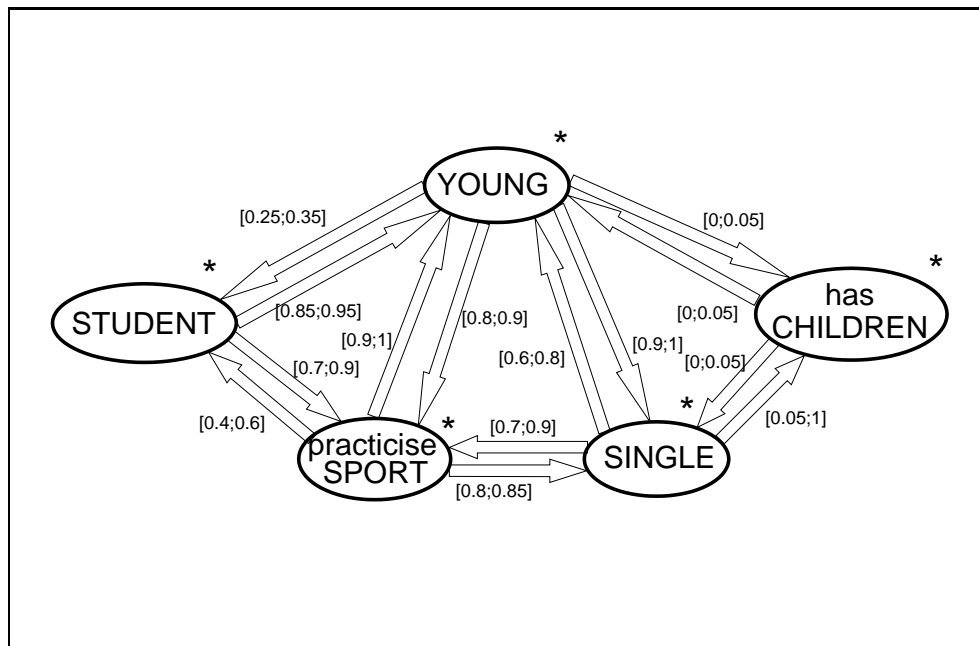 *
YOUNG
[0.25;0.35]
[0;0.05]
*
*
has
CHILDREN
STUDENT
[0.85;0.95]
[0.8;0.9]
[0;0.05]
[0.9;1]
[0.9;1]
[0.6;0.8]
[0;0.05]
[0.7;0.9]
*
[0.4;0.6]
*
[0.7;0.9]
[0.05;1]
practicise
SPORT
SINGLE
[0.8;0.85]